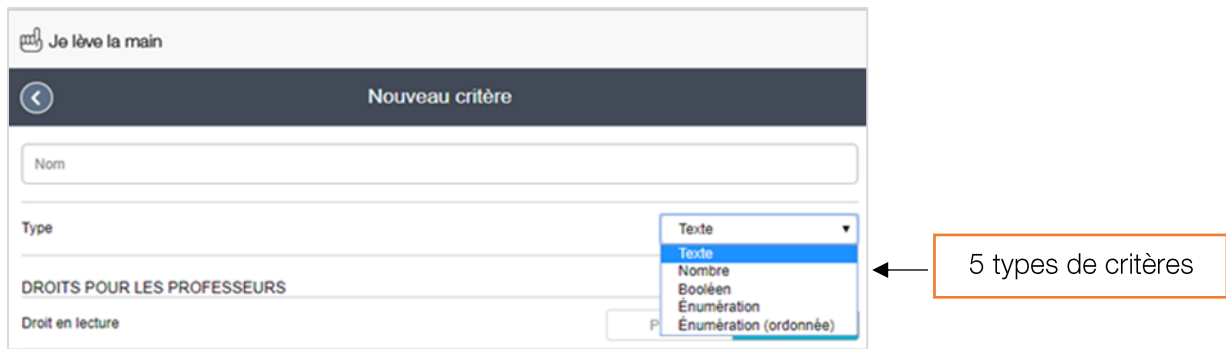 Je lève la main
Nouveau critère
Nom
Type
Texte
Texte
Nombre
Booléen
Énumération
Énumération (ordonnée)
5 types de critères
DROITS POUR LES PROFESSEURS
Droit en lecture